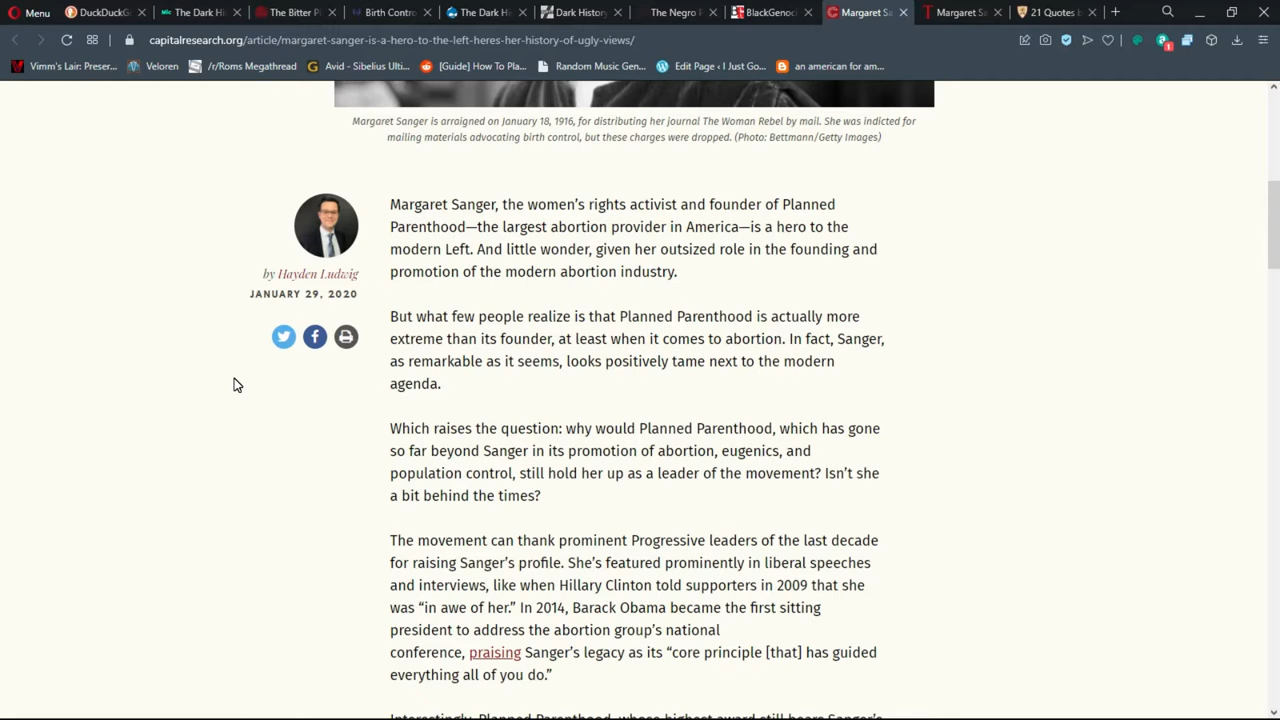 Menu
DuckDuckG
The Dark Hi
The Bitter Pi
Birth Contro
The Dark His
Dark History
The Negro P
BlackGenoci
Margaret Sa
Margaret Sa
21 Quotes b
capitalresearch.org/article/margaret-sanger-is-a-hero-to-the-left-heres-her-history-of-ugly-views/
Vimm's Lair: Preser...
Veloren
/r/Roms Megathread
Avid - Sibelius Ulti...
[Guide] How To Pla...
Random Music Gen...
Edit Page ‹ I Just Go...
an american for am...
Margaret Sanger is arraigned on January 18, 1916, for distributing her journal The Woman Rebel by mail. She was indicted for
mailing materials advocating birth control, but these charges were dropped. (Photo: Bettmann/Getty Images)
by Hayden Ludwig
JANUARY 29, 2020
Margaret Sanger, the women's rights activist and founder of Planned
Parenthood—the largest abortion provider in America—is a hero to the
modern Left. And little wonder, given her outsized role in the founding and
promotion of the modern abortion industry.
But what few people realize is that Planned Parenthood is actually more
extreme than its founder, at least when it comes to abortion. In fact, Sanger,
as remarkable as it seems, looks positively tame next to the modern
agenda.
Which raises the question: why would Planned Parenthood, which has gone
so far beyond Sanger in its promotion of abortion, eugenics, and
population control, still hold her up as a leader of the movement? Isn't she
a bit behind the times?
The movement can thank prominent Progressive leaders of the last decade
for raising Sanger's profile. She's featured prominently in liberal speeches
and interviews, like when Hillary Clinton told supporters in 2009 that she
was “in awe of her.” In 2014, Barack Obama became the first sitting
president to address the abortion group's national
conference, praising Sanger's legacy as its “core principle [that] has guided
everything all of you do.”
Interestingly, Planned Parenthood, whose highest award still bears Sanger's